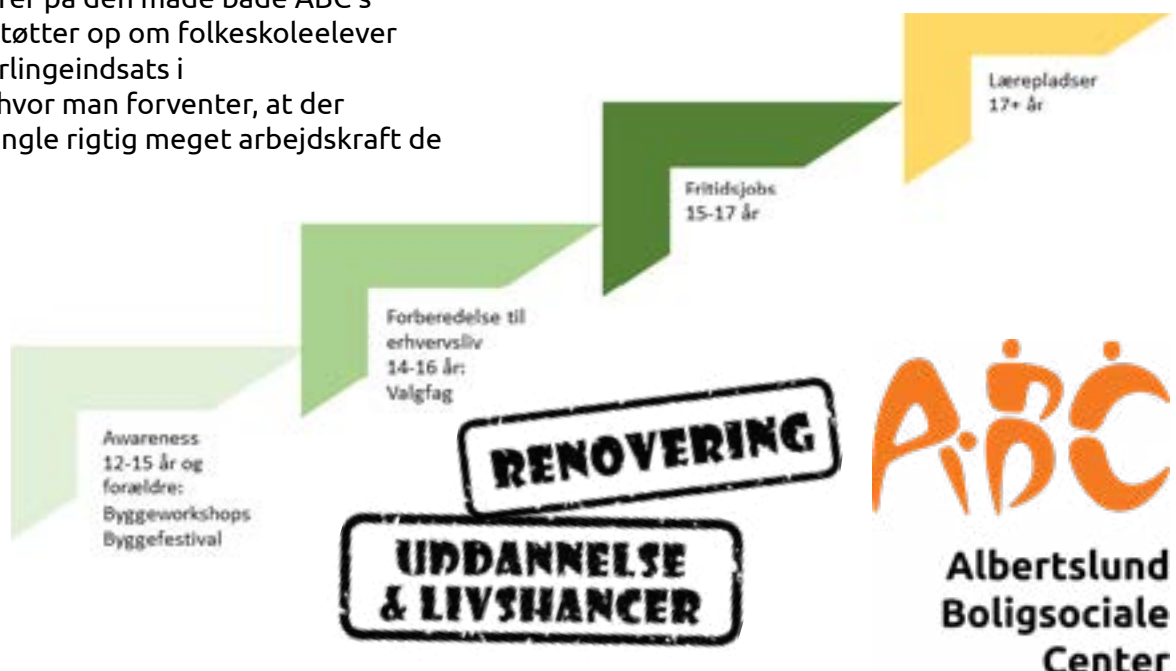 på den måde både ABC's
tøtter op om folkeskoleelever
rlingeindsats i
hvor man forventer, at der
ngle rigtig meget arbejdskraft de
Lærepladser
17+ år
Fritidsjobs
15-17 år
Forberedelse til
erhvervsliv
14-16 år:
Valgfag
Awareness
12-15 år og
forældre:
Byggeworkshops
Byggefestival
RENOVERING
UDDANNELSE
& LIVSHANCER
ABC
Albertslund
Boligsociale
Center